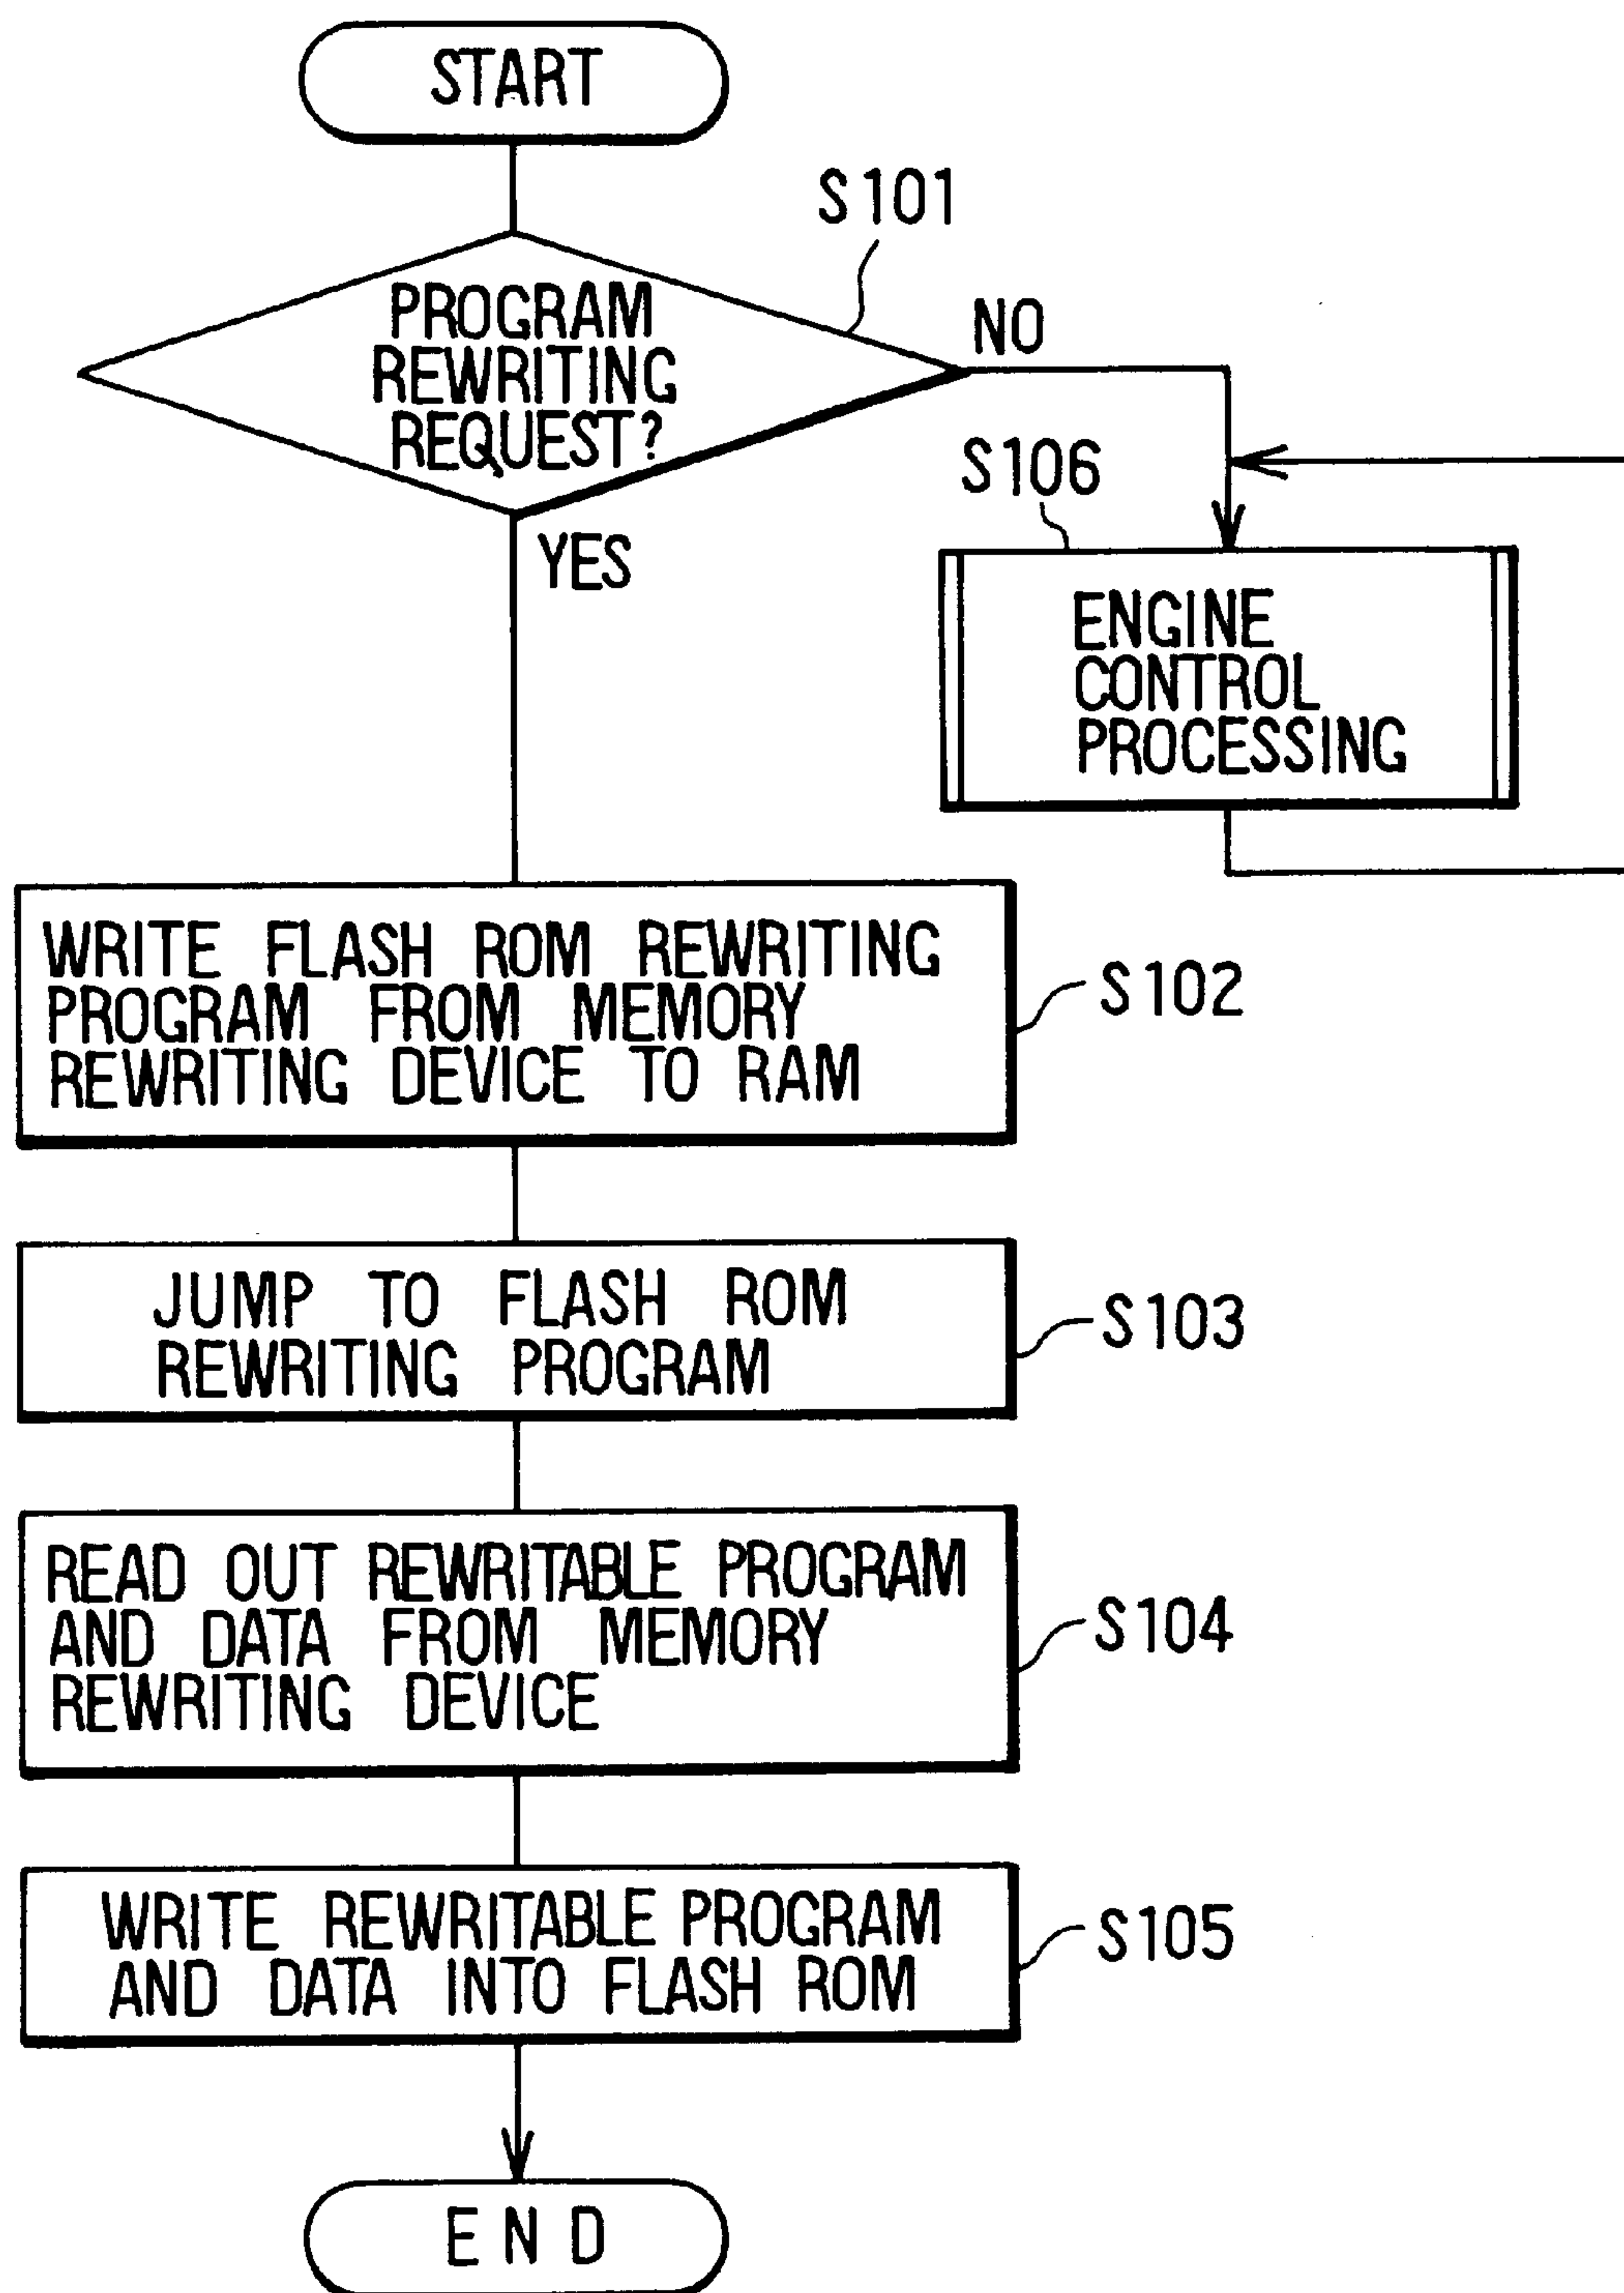 START
S101
PROGRAM
REWRITING
REQUEST?
NO
YES
S106
ENGINE
CONTROL
PROCESSING
WRITE FLASH ROM REWRITING
PROGRAM FROM MEMORY
REWRITING DEVICE TO RAM
S102
JUMP TO FLASH ROM
REWRITING PROGRAM
S103
READ OUT REWRITABLE PROGRAM
AND DATA FROM MEMORY
REWRITING DEVICE
S104
WRITE REWRITABLE PROGRAM
AND DATA INTO FLASH ROM
S105
END